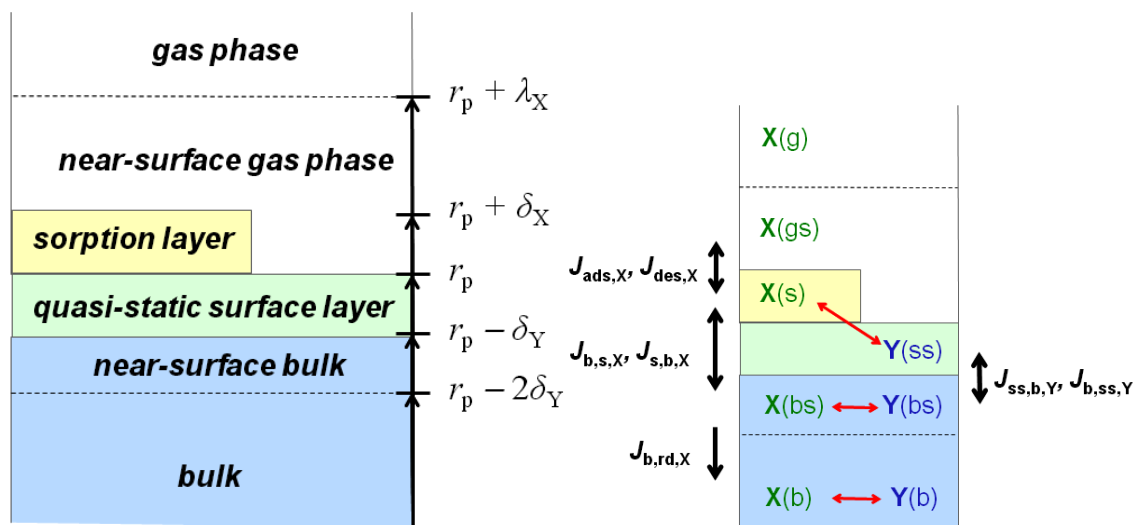 gas phase
r_p + λ_X
near-surface gas phase
r_p + δ_X
sorption layer
r_p
quasi-static surface layer
r_p − δ_Y
near-surface bulk
r_p − 2δ_Y
bulk
X(g)
X(gs)
J_ads,X, J_des,X
X(s)
J_b,s,X, J_s,b,X
Y(ss)
J_ss,b,Y, J_b,ss,Y
X(bs) Y(bs)
J_b,rd,X
X(b) Y(b)